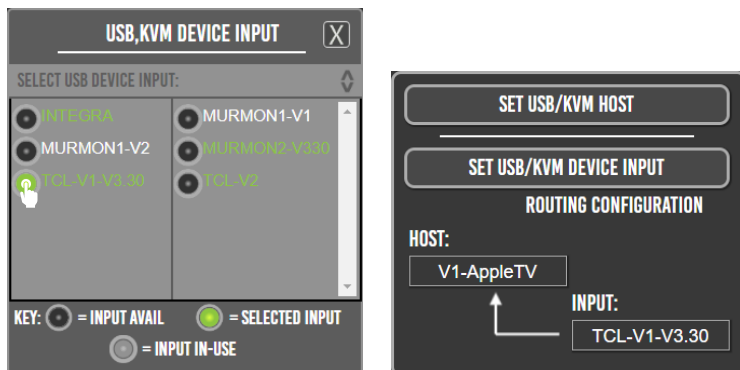 USB,KVM DEVICE INPUT X
SELECT USB DEVICE INPUT:
INTEGRA MURMON1-V1
MURMON1-V2 MURMON2-V330
TCL-V1-V3.30 TCL-V2
KEY: = INPUT AVAIL = SELECTED INPUT
= INPUT IN-USE
SET USB/KVM HOST
SET USB/KVM DEVICE INPUT
ROUTING CONFIGURATION
HOST:
V1-AppleTV
INPUT:
TCL-V1-V3.30